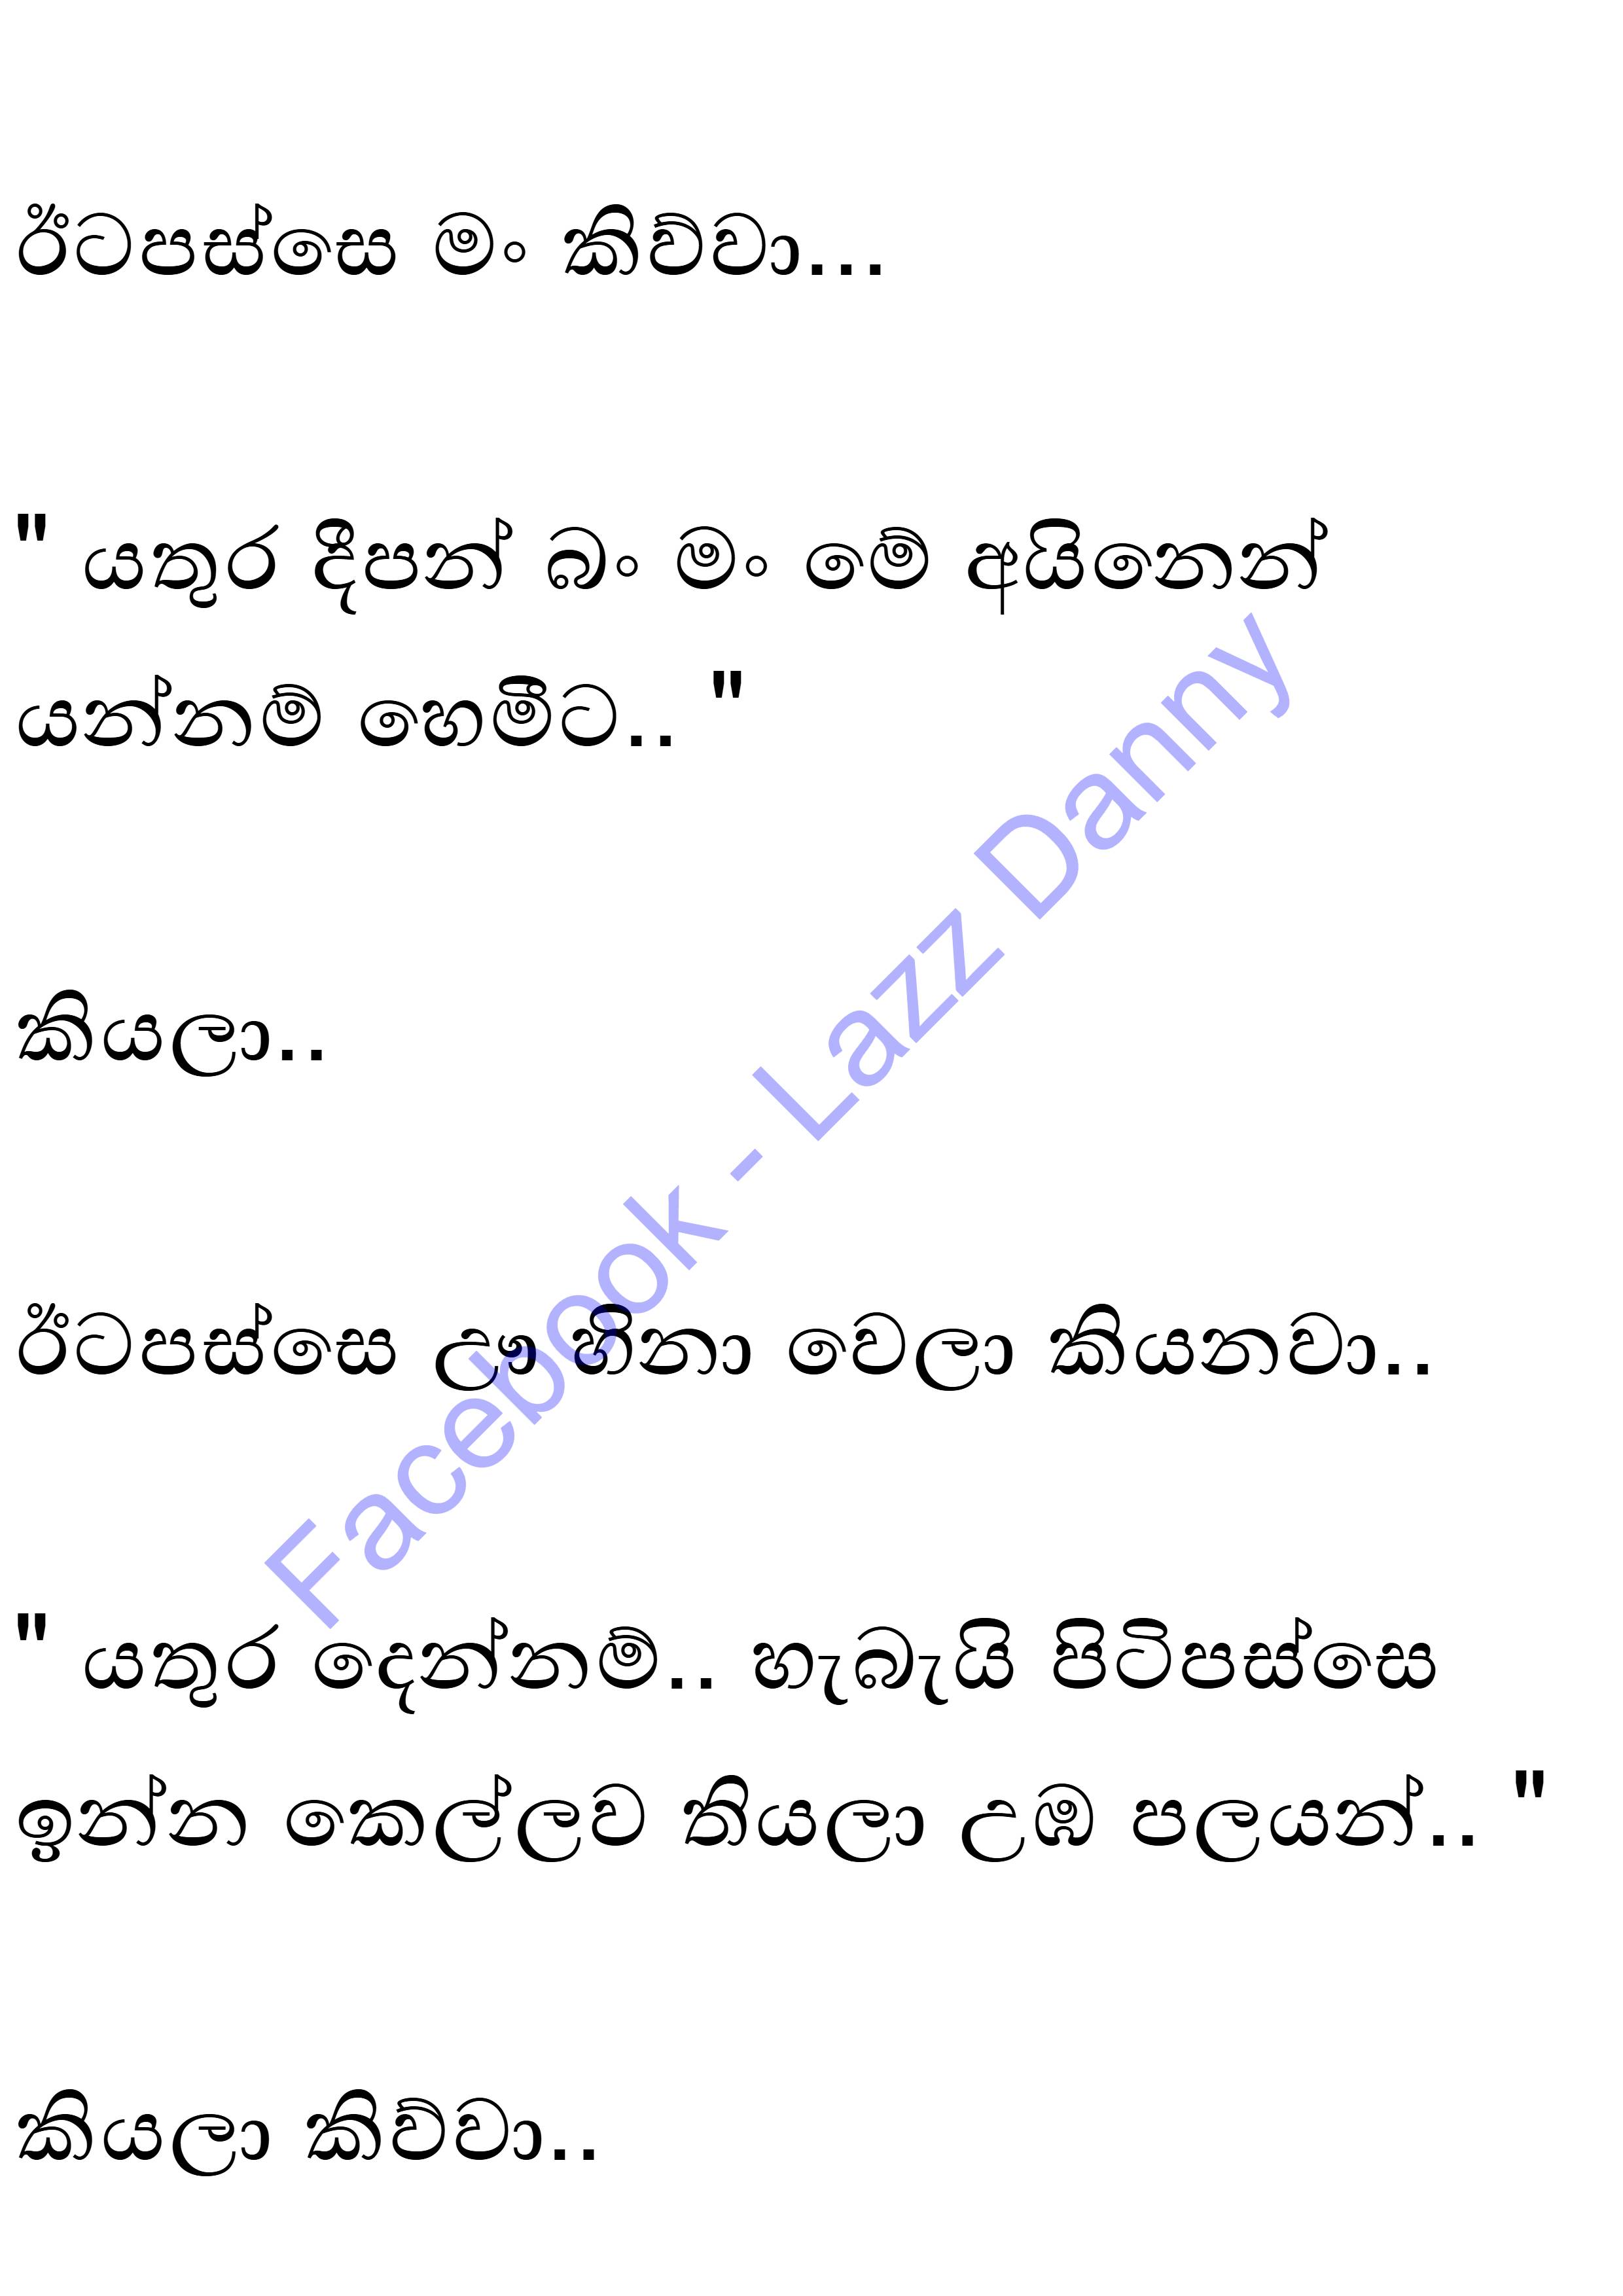 ඊටපස්සෙ මං කිව්වා...
" යතුර දීපන් බං මං මේ අයිනෙන්
යන්නම් හෙමීට.. "
කියලා..
ඊටපස්සෙ ඌ හිනා වෙලා කියනවා..
" යතුර දෙන්නම්.. හැබැයි පිටිපස්සෙ
ඉන්න කෙල්ලව තියලා උඹ පලයන්.. "
කියලා කිව්වා..
Facebook - Lazz Danny